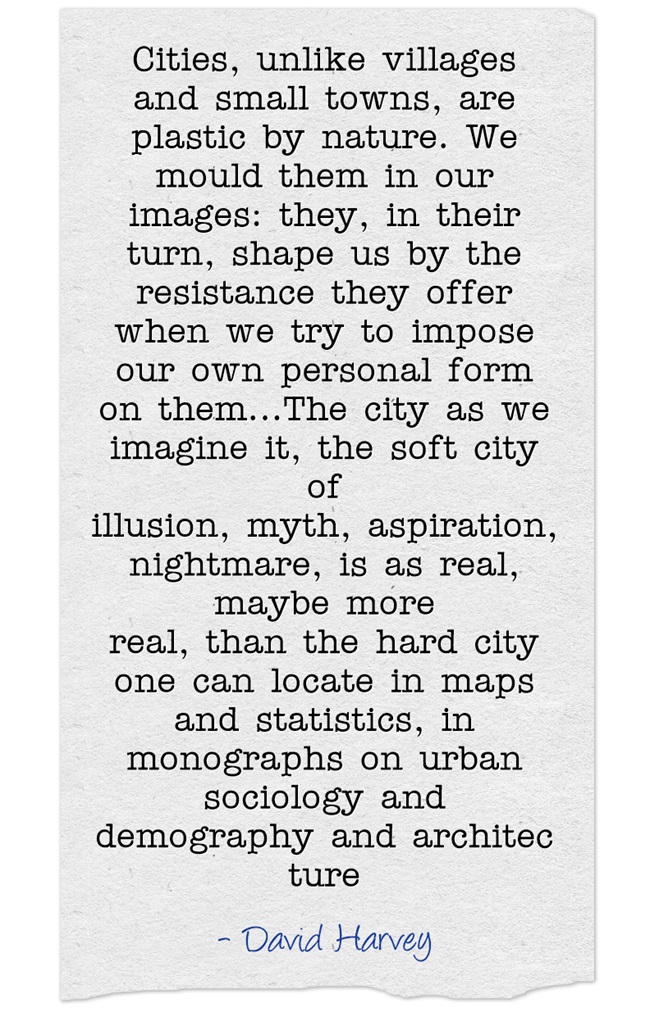 Cities, unlike villages
and small towns, are
plastic by nature. We
mould them in our
images: they, in their
turn, shape us by the
resistance they offer
when we try to impose
our own personal form
on them...The city as we
imagine it, the soft city
of
illusion, myth, aspiration,
nightmare, is as real,
maybe more
real, than the hard city
one can locate in maps
and statistics, in
monographs on urban
sociology and
demography and architec
ture
- David Harvey